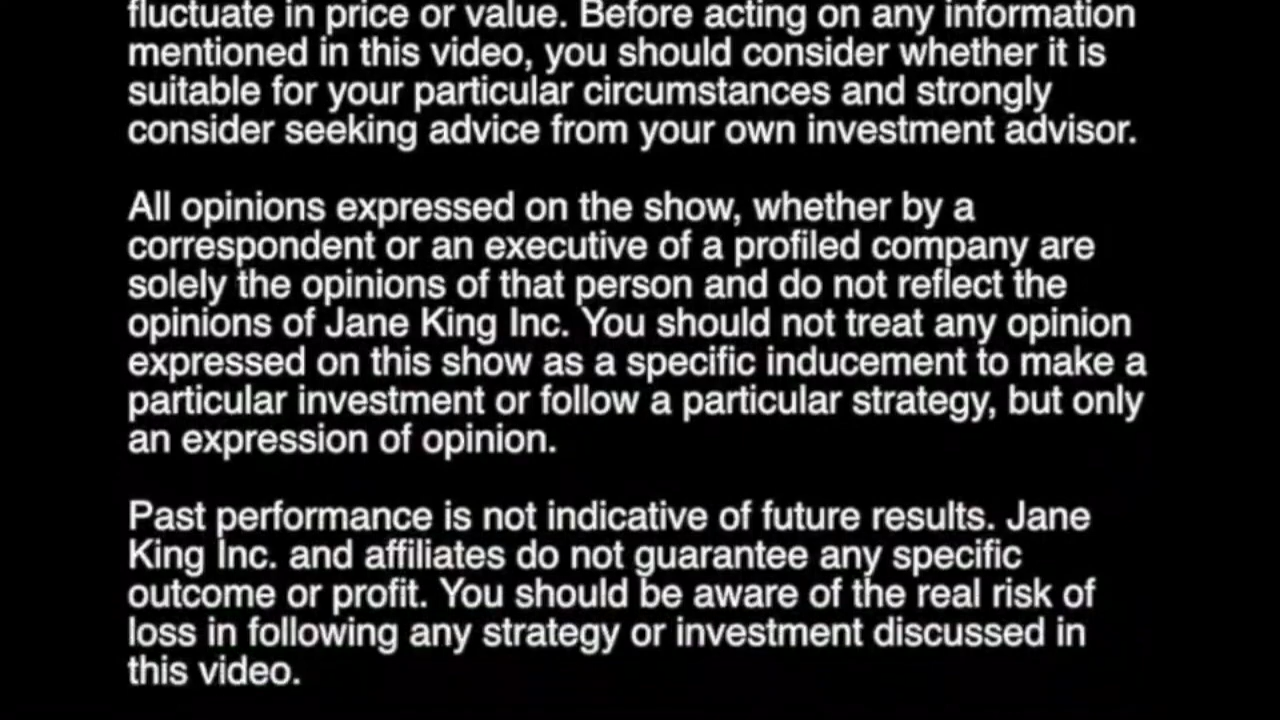 fluctuate in price or value. Before acting on any information
mentioned in this video, you should consider whether it is
suitable for your particular circumstances and strongly
consider seeking advice from your own investment advisor.
All opinions expressed on the show, whether by a
correspondent or an executive of a profiled company are
solely the opinions of that person and do not reflect the
opinions of Jane King Inc. You should not treat any opinion
expressed on this show as a specific inducement to make a
particular investment or follow a particular strategy, but only
an expression of opinion.
Past performance is not indicative of future results. Jane
King Inc. and affiliates do not guarantee any specific
outcome or profit. You should be aware of the real risk of
loss in following any strategy or investment discussed in
this video.